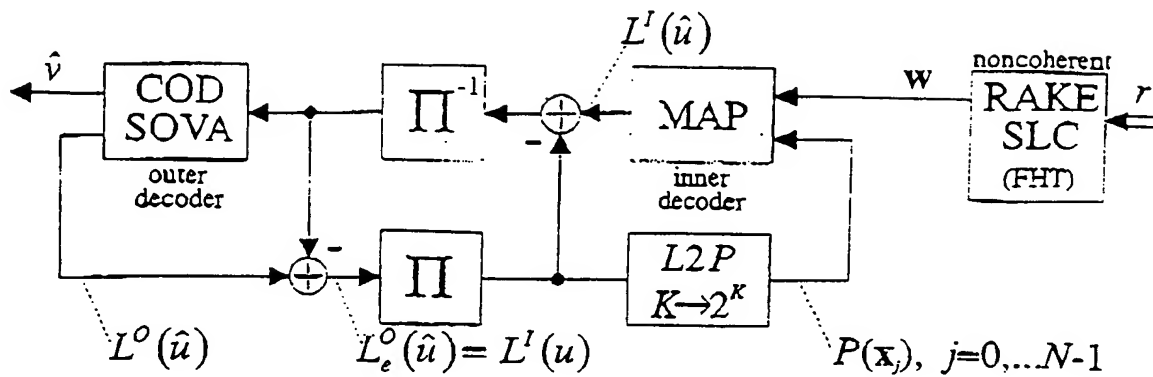 L^I(û)
v̂
COD
SOVA
outer
decoder
Π^-1
-
MAP
inner
decoder
w
noncoherent
RAKE
SLC
(FHT)
r
-
Π
L2P
K→2^K
L^O(û)
L_e^O(û)=L^I(u)
P(x_j), j=0,...N-1